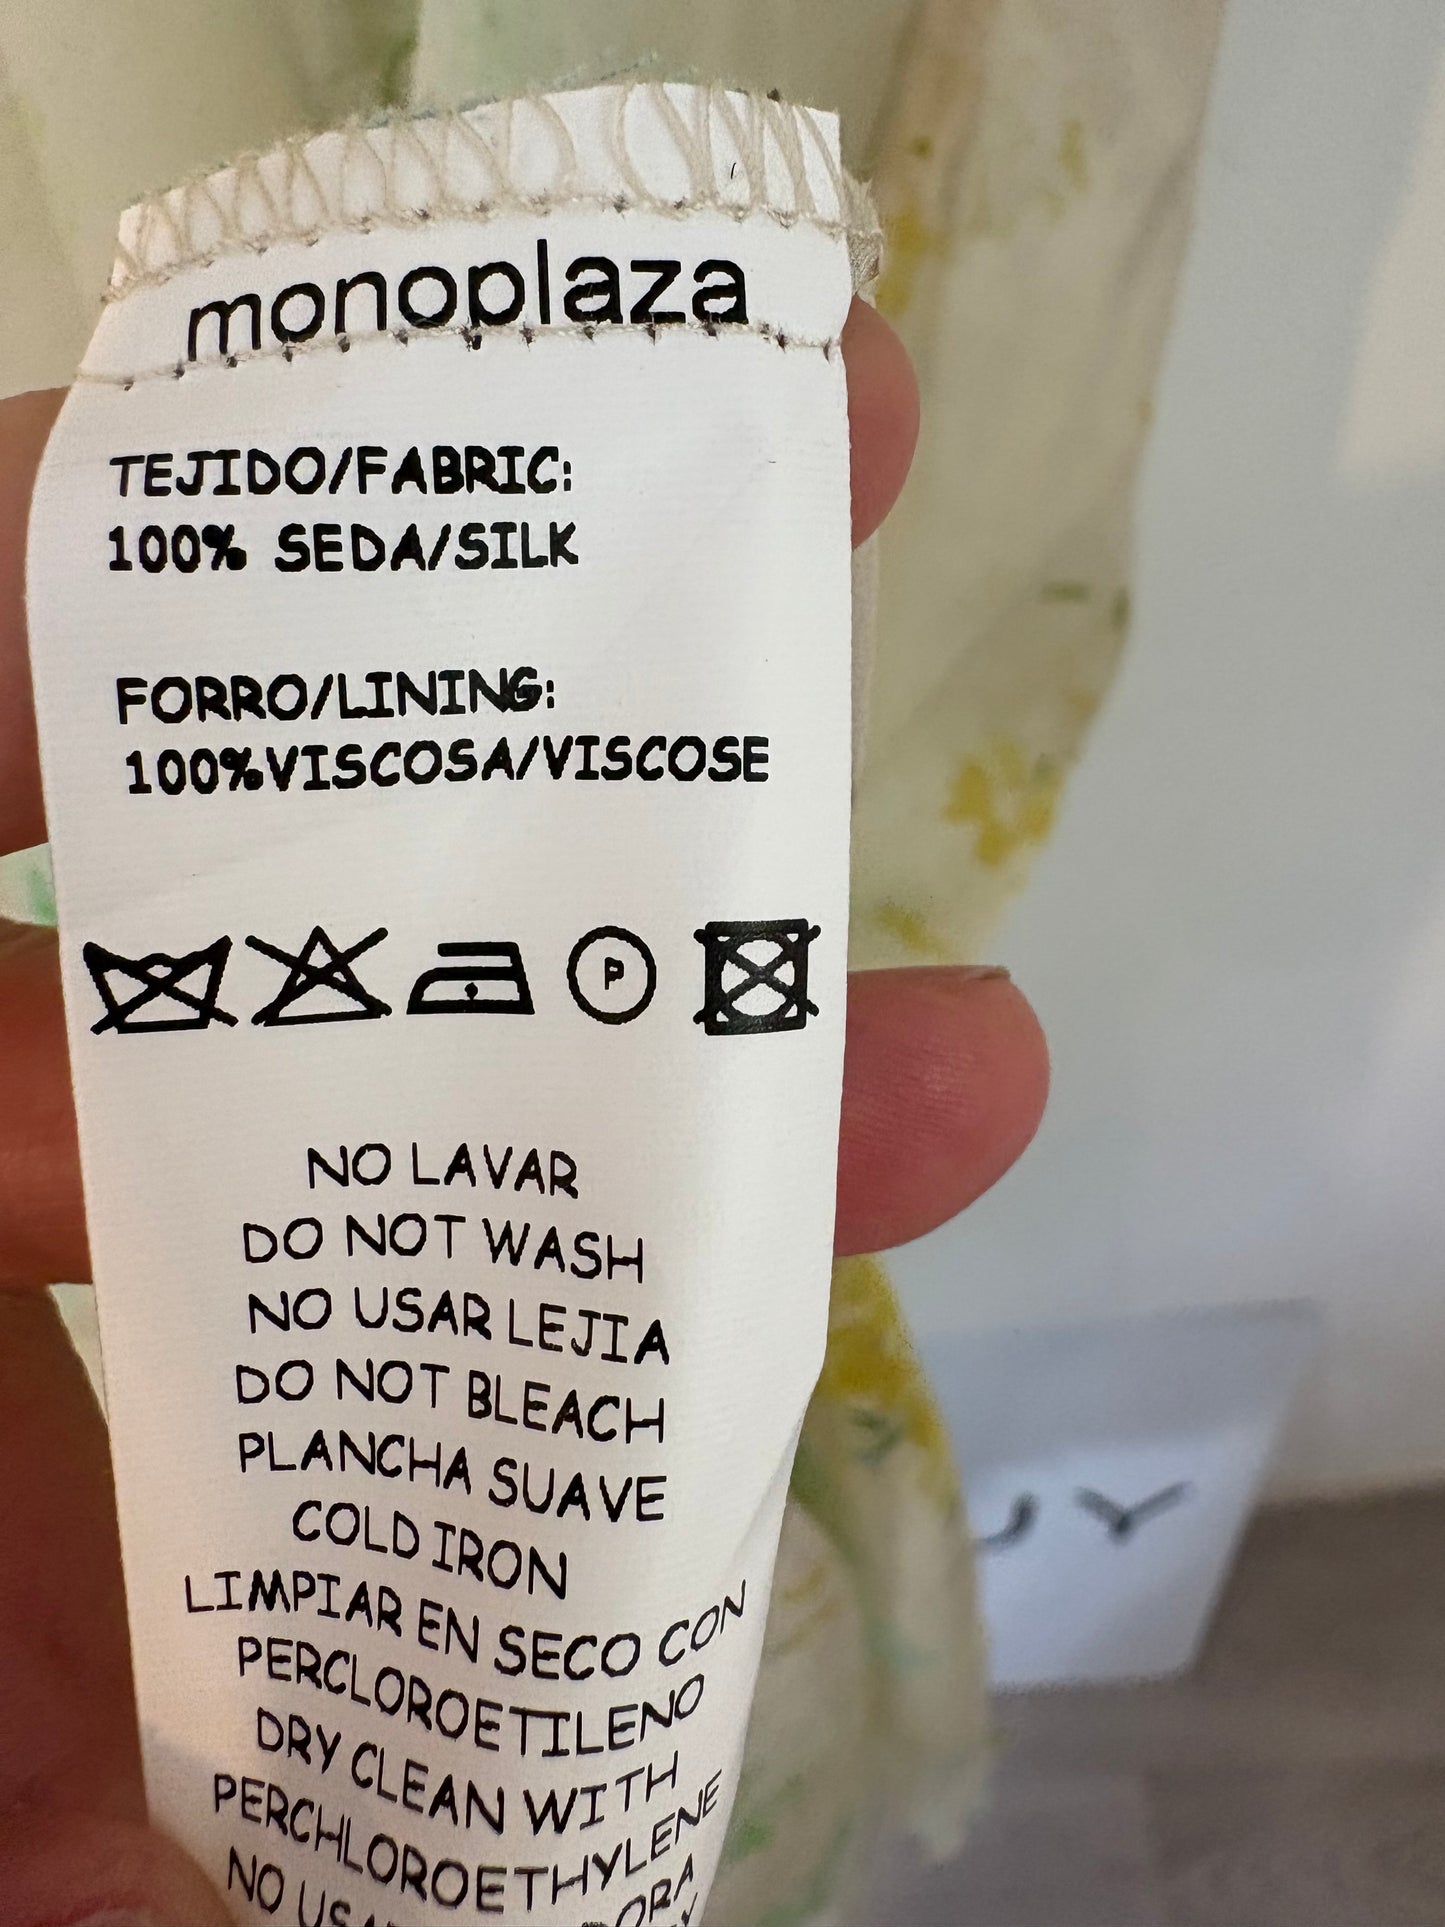 monoplaza
TEJIDO/FABRIC:
100% SEDA/SILK
FORRO/LINING:
100%VISCOSA/VISCOSE
P
NO LAVAR
DO NOT WASH
NO USAR LEJIA
DO NOT BLEACH
PLANCHA SUAVE
COLD IRON
LIMPIAR EN SECO CON
PERCLOROETILENO
DRY CLEAN WITH
PERCHLOROETHYLENE
NO